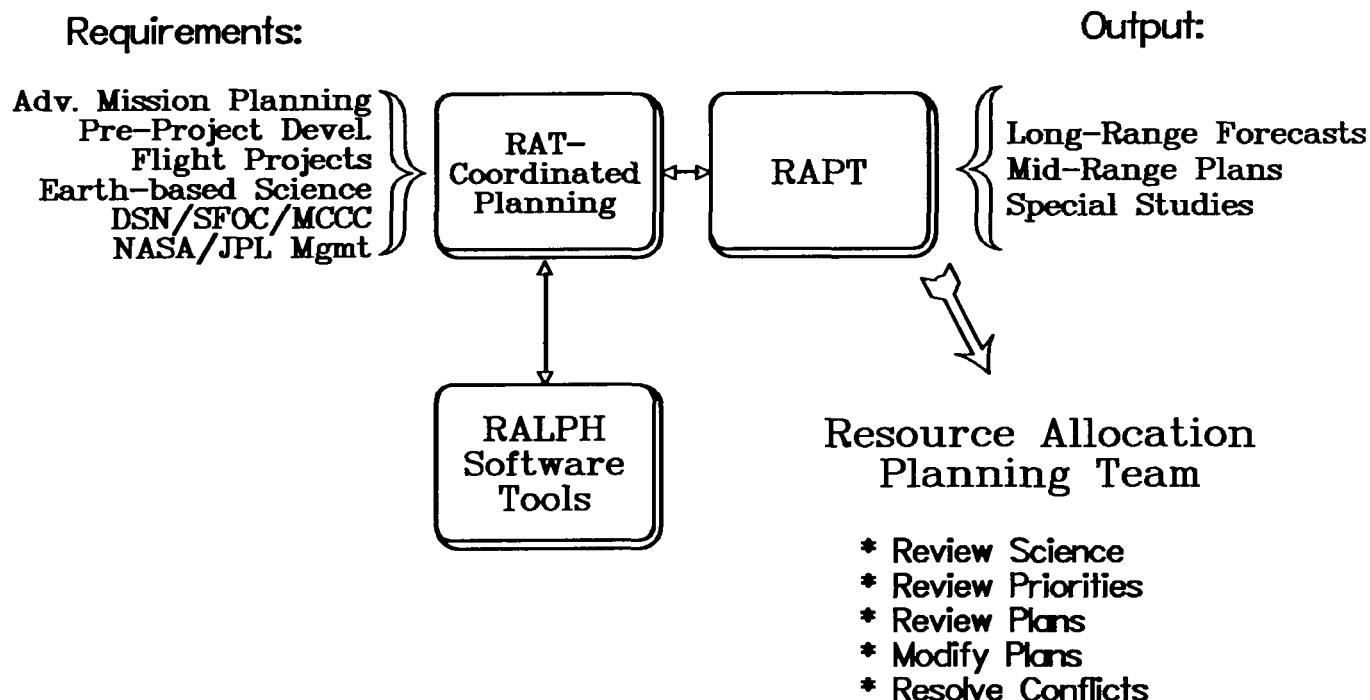 Requirements:
Output:
Adv. Mission Planning
Pre-Project Devel.
Flight Projects
Earth-based Science
DSN/SFOC/MCCC
NASA/JPL Mgmt
RAT-
Coordinated
Planning
RAPT
Long-Range Forecasts
Mid-Range Plans
Special Studies
RALPH
Software
Tools
Resource Allocation
Planning Team
* Review Science
* Review Priorities
* Review Plans
* Modify Plans
* Resolve Conflicts